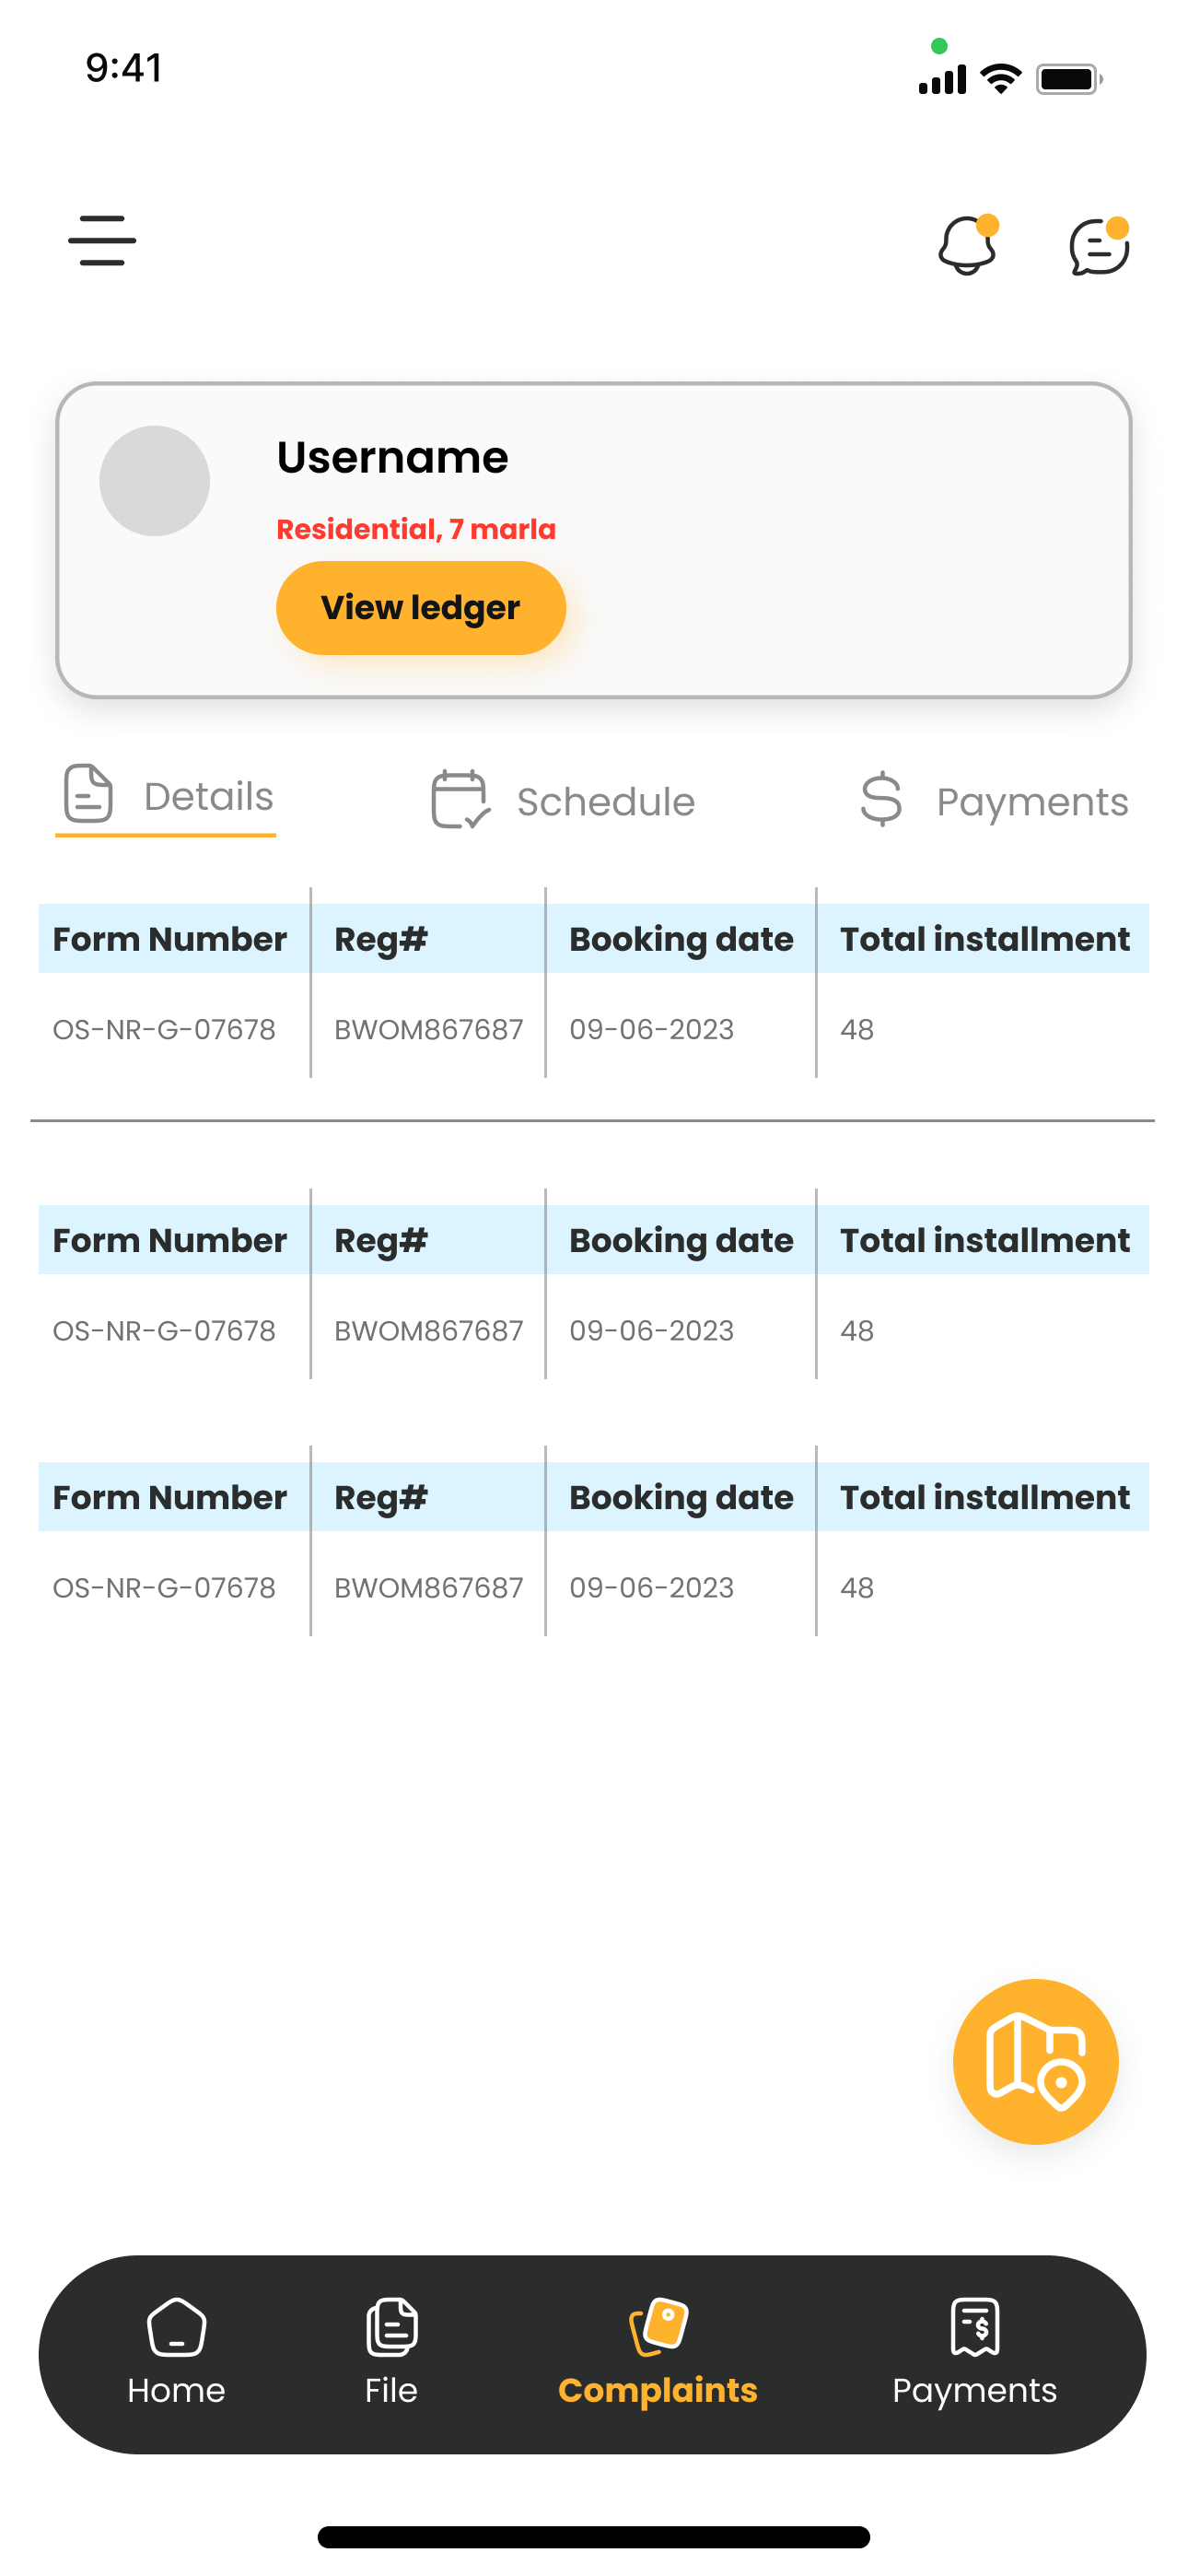 9:41
Username
Residential, 7 marla
View ledger
Details Schedule Payments
Form Number Reg# Booking date Total installment
OS-NR-G-07678 BWOM867687 09-06-2023 48
Form Number Reg# Booking date Total installment
OS-NR-G-07678 BWOM867687 09-06-2023 48
Form Number Reg# Booking date Total installment
OS-NR-G-07678 BWOM867687 09-06-2023 48
Home File Complaints Payments